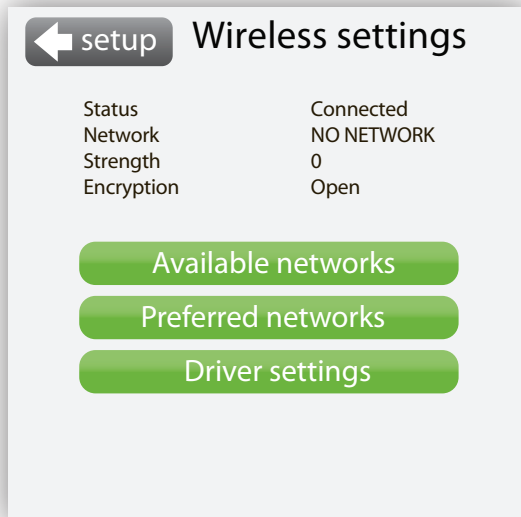 setup Wireless settings
Status Connected
Network NO NETWORK
Strength 0
Encryption Open
Available networks
Preferred networks
Driver settings